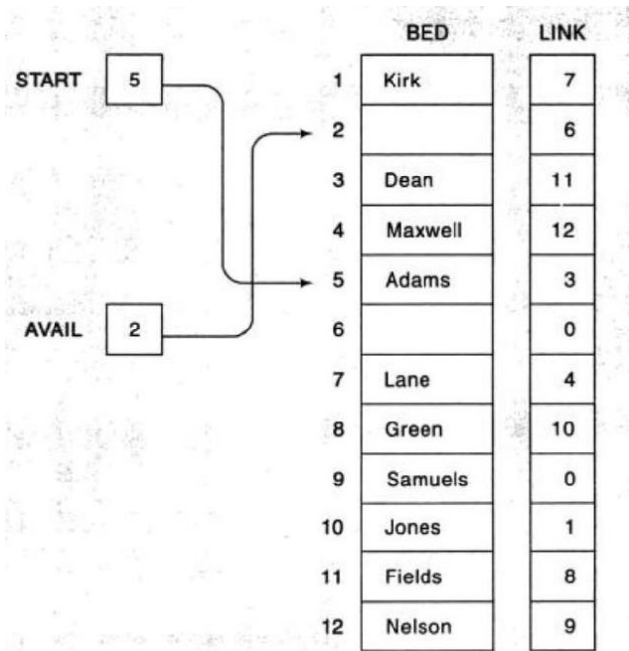 BED LINK
START 5 1 Kirk 7
2 6
3 Dean 11
4 Maxwell 12
5 Adams 3
AVAIL 2 6 0
7 Lane 4
8 Green 10
9 Samuels 0
10 Jones 1
11 Fields 8
12 Nelson 9